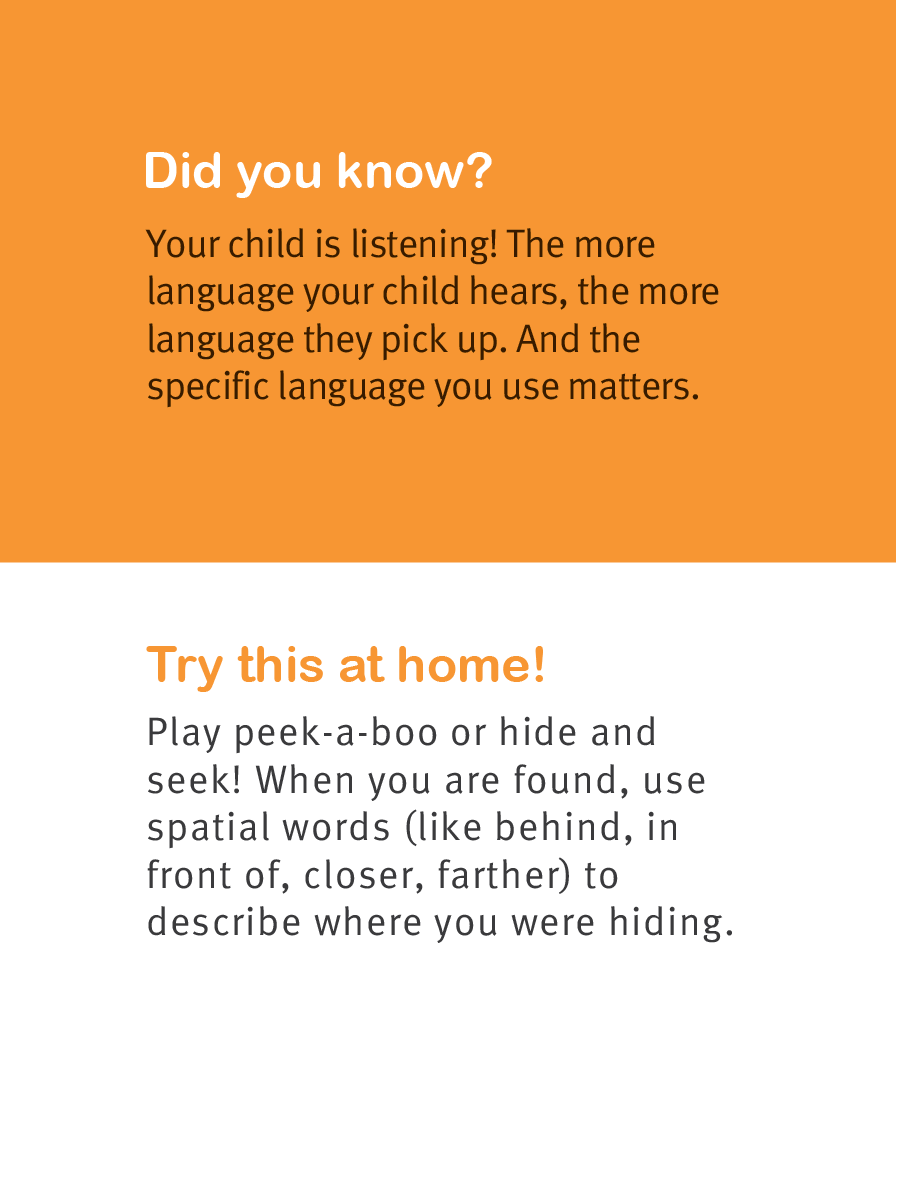 Did you know?
Your child is listening! The more
language your child hears, the more
language they pick up. And the
specific language you use matters.
Try this at home!
Play peek-a-boo or hide and
seek! When you are found, use
spatial words (like behind, in
front of, closer, farther) to
describe where you were hiding.